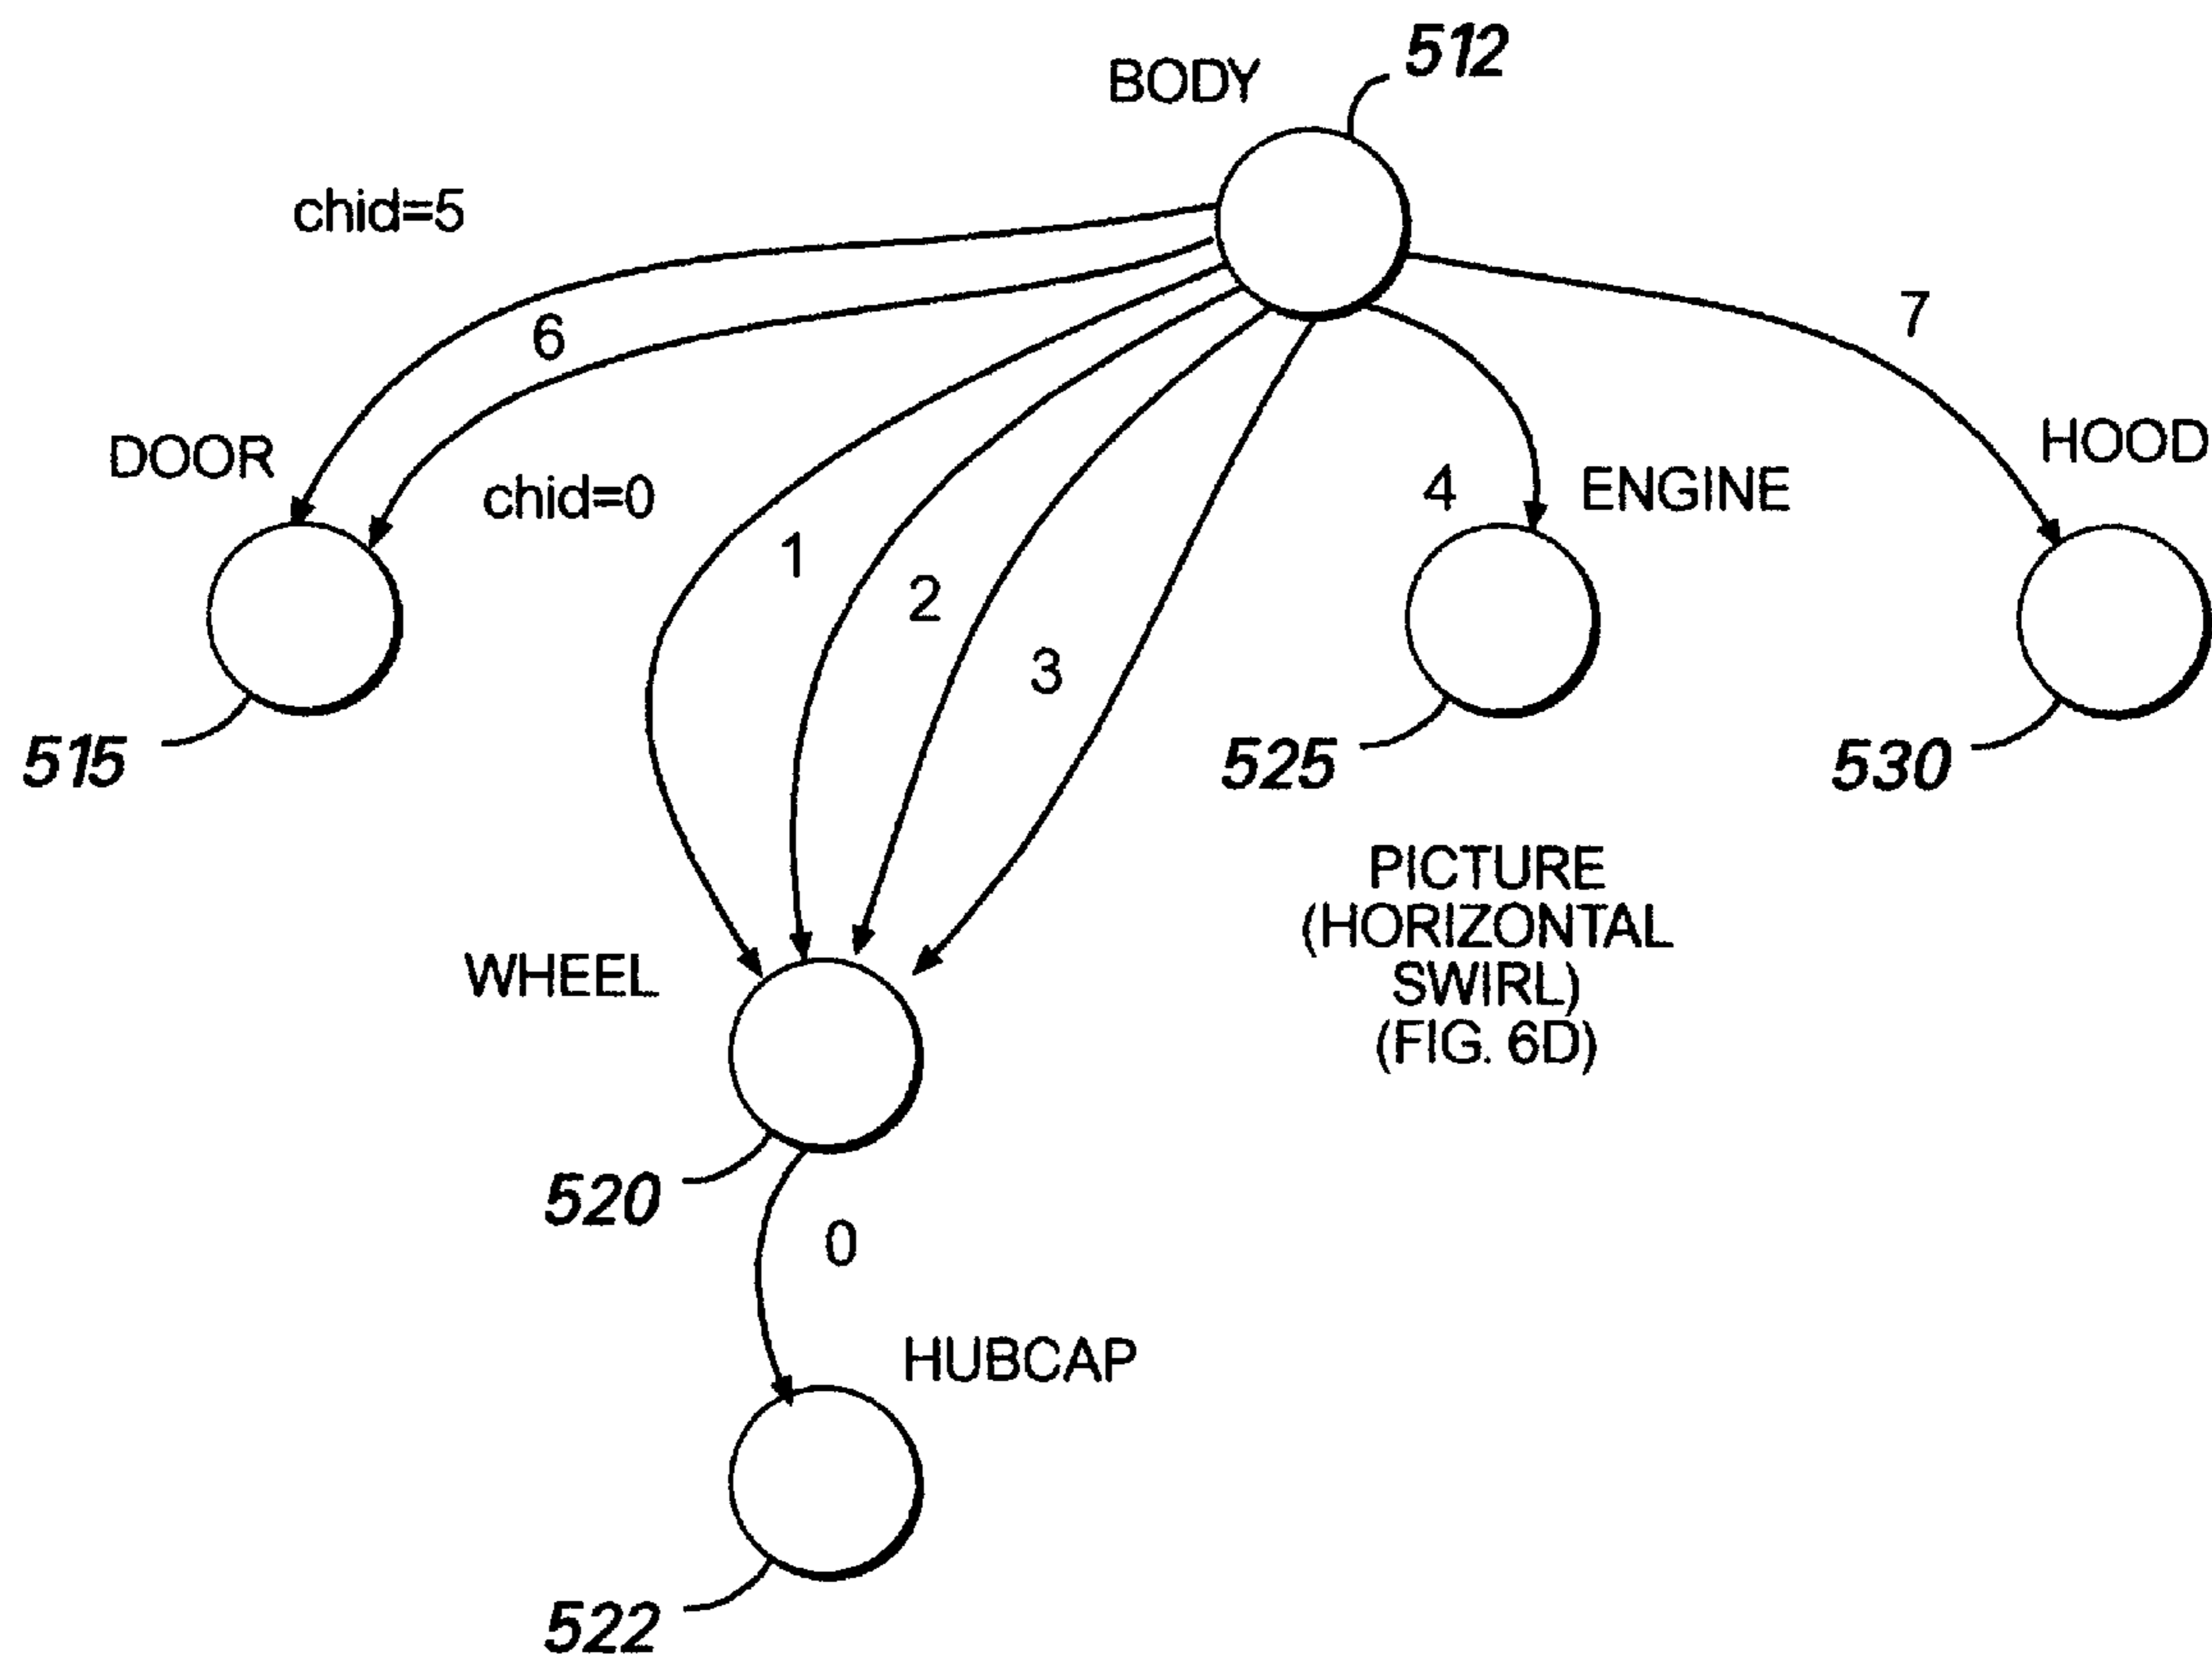 512
BODY
chid=5
7
6
HOOD
DOOR
chid=0
4
ENGINE
1
2
3
515
525
530
PICTURE
(HORIZONTAL
SWIRL)
(FIG. 6D)
WHEEL
520
0
HUBCAP
522